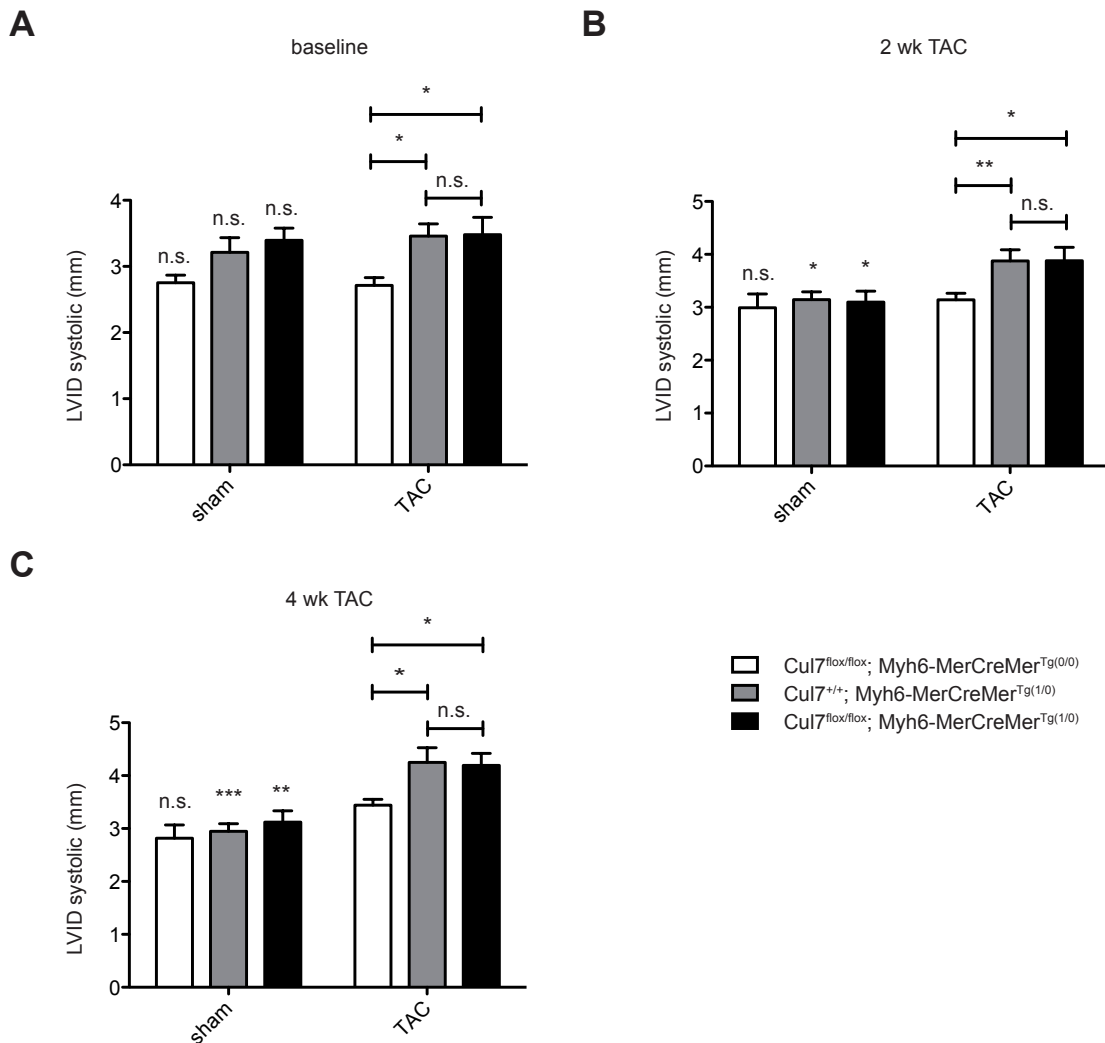 A
baseline
*
*
n.s.
n.s.
n.s.
n.s.
4
3
2
1
0
LVID systolic (mm)
sham
TAC
B
2 wk TAC
*
**
n.s.
n.s.
*
*
5
4
3
2
1
0
LVID systolic (mm)
sham
TAC
C
4 wk TAC
*
*
n.s.
n.s.
***
**
5
4
3
2
1
0
LVID systolic (mm)
sham
TAC
Cul7flox/flox; Myh6-MerCreMerTg(0/0)
Cul7+/+; Myh6-MerCreMerTg(1/0)
Cul7flox/flox; Myh6-MerCreMerTg(1/0)